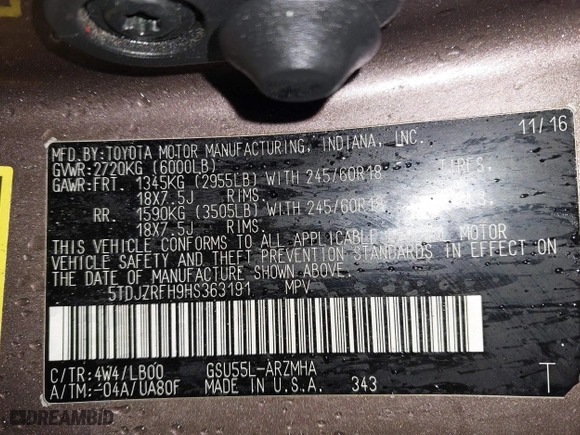 MFD.BY:TOYOTA MOTOR MANUFACTURING, INDIANA, INC. 11/16
GVWR:2720KG (6000LB)
GAWR:FRT. 1345KG (2955LB) WITH 245/60R18 TIRES,
18X7.5J RIMS.
RR. 1590KG (3505LB) WITH 245/60R18
18X7.5J RIMS.
THIS VEHICLE CONFORMS TO ALL APPLICABLE MOTOR
VEHICLE SAFETY, BUMPER, AND THEFT PREVENTION STANDARDS IN EFFECT ON
THE DATE OF MANUFACTURE SHOWN ABOVE.
5TDJZRFH9HS363191 MPV
C/TR:4W4/LB00 GSU55L-ARZMHA
A/TM:-04A/UA80F MADE IN U.S.A. 343 T
DREAMBID